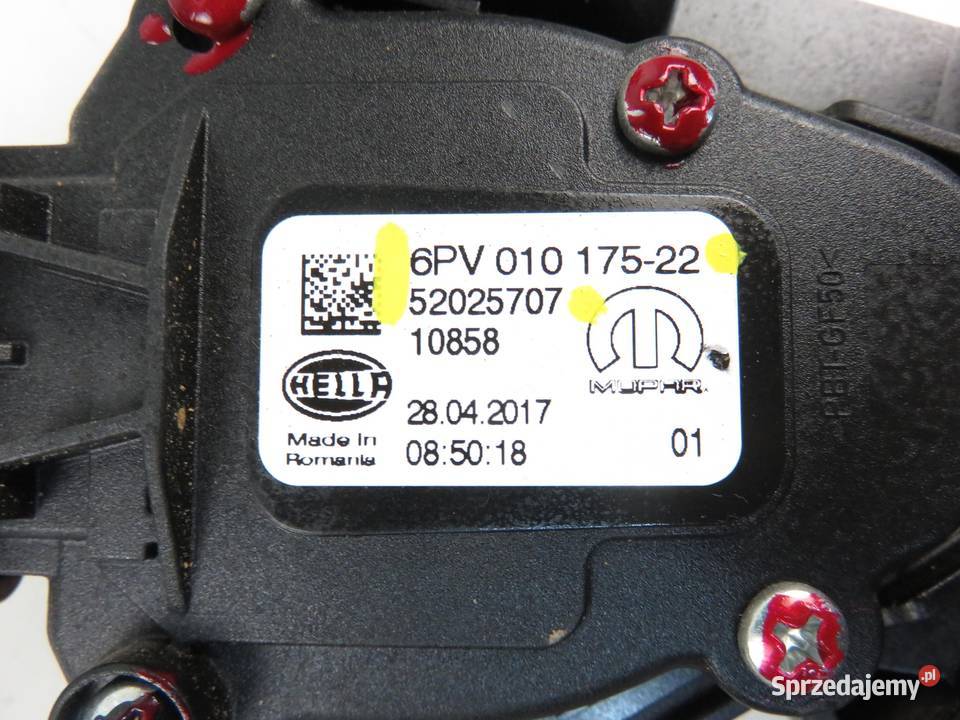 6PV 010 175-22
52025707
10858
HELLA
MOPAR
28.04.2017
Made in
Romania
08:50:18
01
>PBT-GF50<
Sprzedajemy.pl